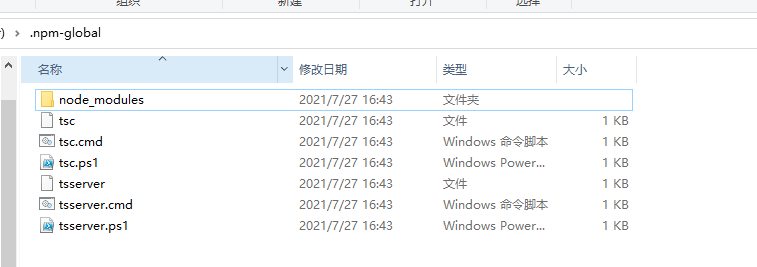 组织 新建 打开 选择
) .npm-global
名称 修改日期 类型 大小
node_modules 2021/7/27 16:43 文件夹
tsc 2021/7/27 16:43 文件 1 KB
tsc.cmd 2021/7/27 16:43 Windows 命令脚本 1 KB
tsc.ps1 2021/7/27 16:43 Windows Power... 1 KB
tsserver 2021/7/27 16:43 文件 1 KB
tsserver.cmd 2021/7/27 16:43 Windows 命令脚本 1 KB
tsserver.ps1 2021/7/27 16:43 Windows Power... 1 KB